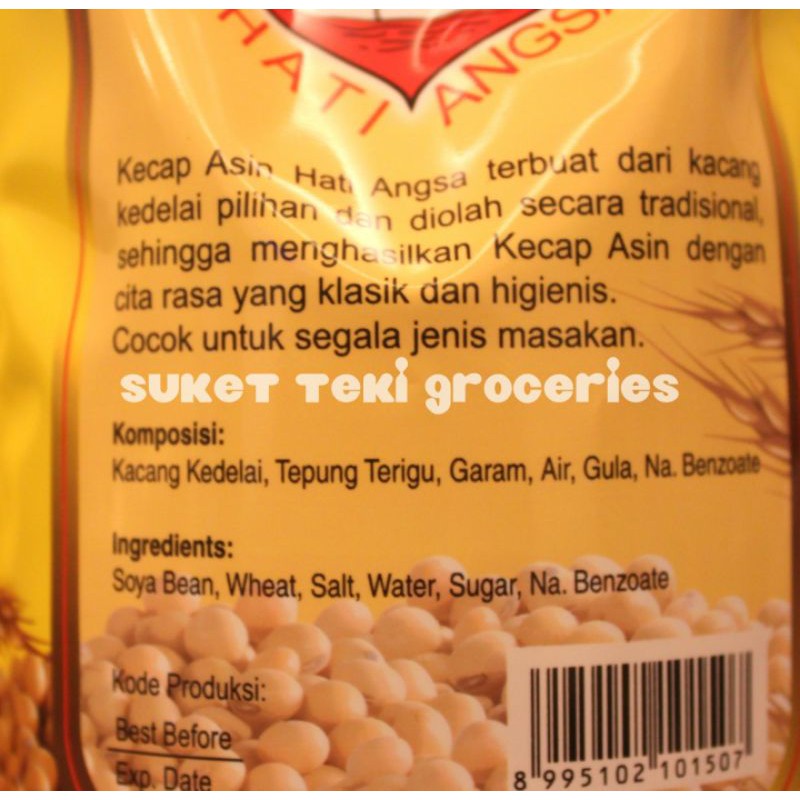 HATI ANGSA
Kecap Asin Hati Angsa terbuat dari kacang
kedelai pilihan dan diolah secara tradisional,
sehingga menghasilkan Kecap Asin dengan
cita rasa yang klasik dan higienis.
Cocok untuk segala jenis masakan.
SUKET TEKI GROCERIES
Komposisi:
Kacang Kedelai, Tepung Terigu, Garam, Air, Gula, Na. Benzoate
Ingredients:
Soya Bean, Wheat, Salt, Water, Sugar, Na. Benzoate
Kode Produksi:
Best Before
Exp. Date
8 995102 101507